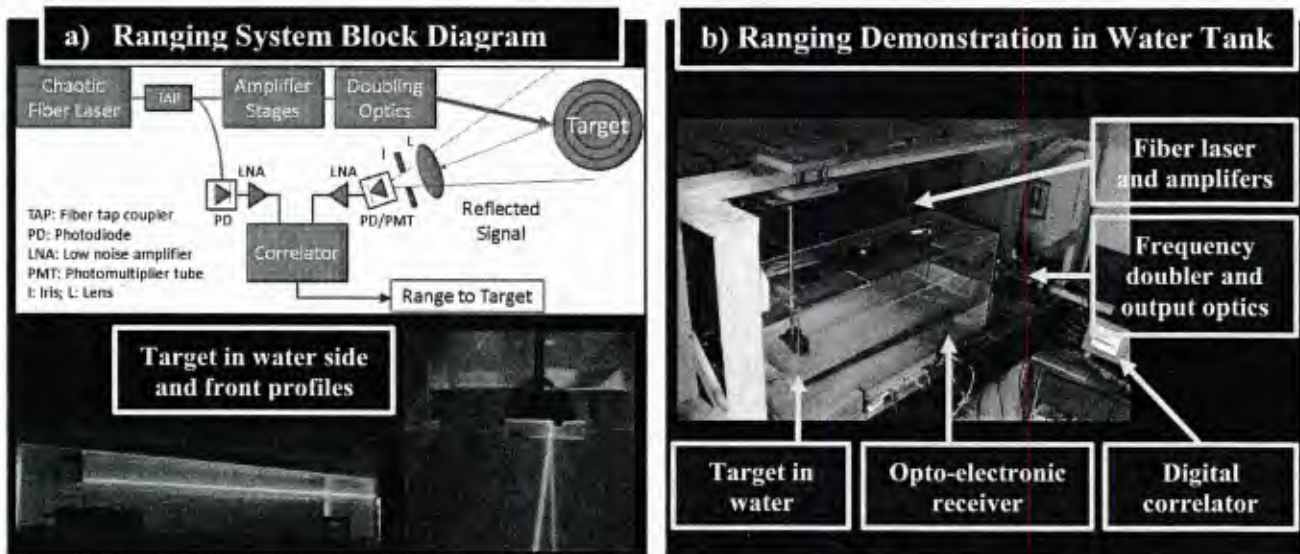 a) Ranging System Block Diagram
Chaotic
Fiber Laser
TAP
Amplifier
Stages
Doubling
Optics
Target
I
L
LNA
LNA
PD
PD/PMT
Reflected
Signal
Correlator
Range to Target
TAP: Fiber tap coupler
PD: Photodiode
LNA: Low noise amplifier
PMT: Photomultiplier tube
I: Iris; L: Lens
Target in water side
and front profiles
b) Ranging Demonstration in Water Tank
Fiber laser
and amplifers
Frequency
doubler and
output optics
Target in
water
Opto-electronic
receiver
Digital
correlator